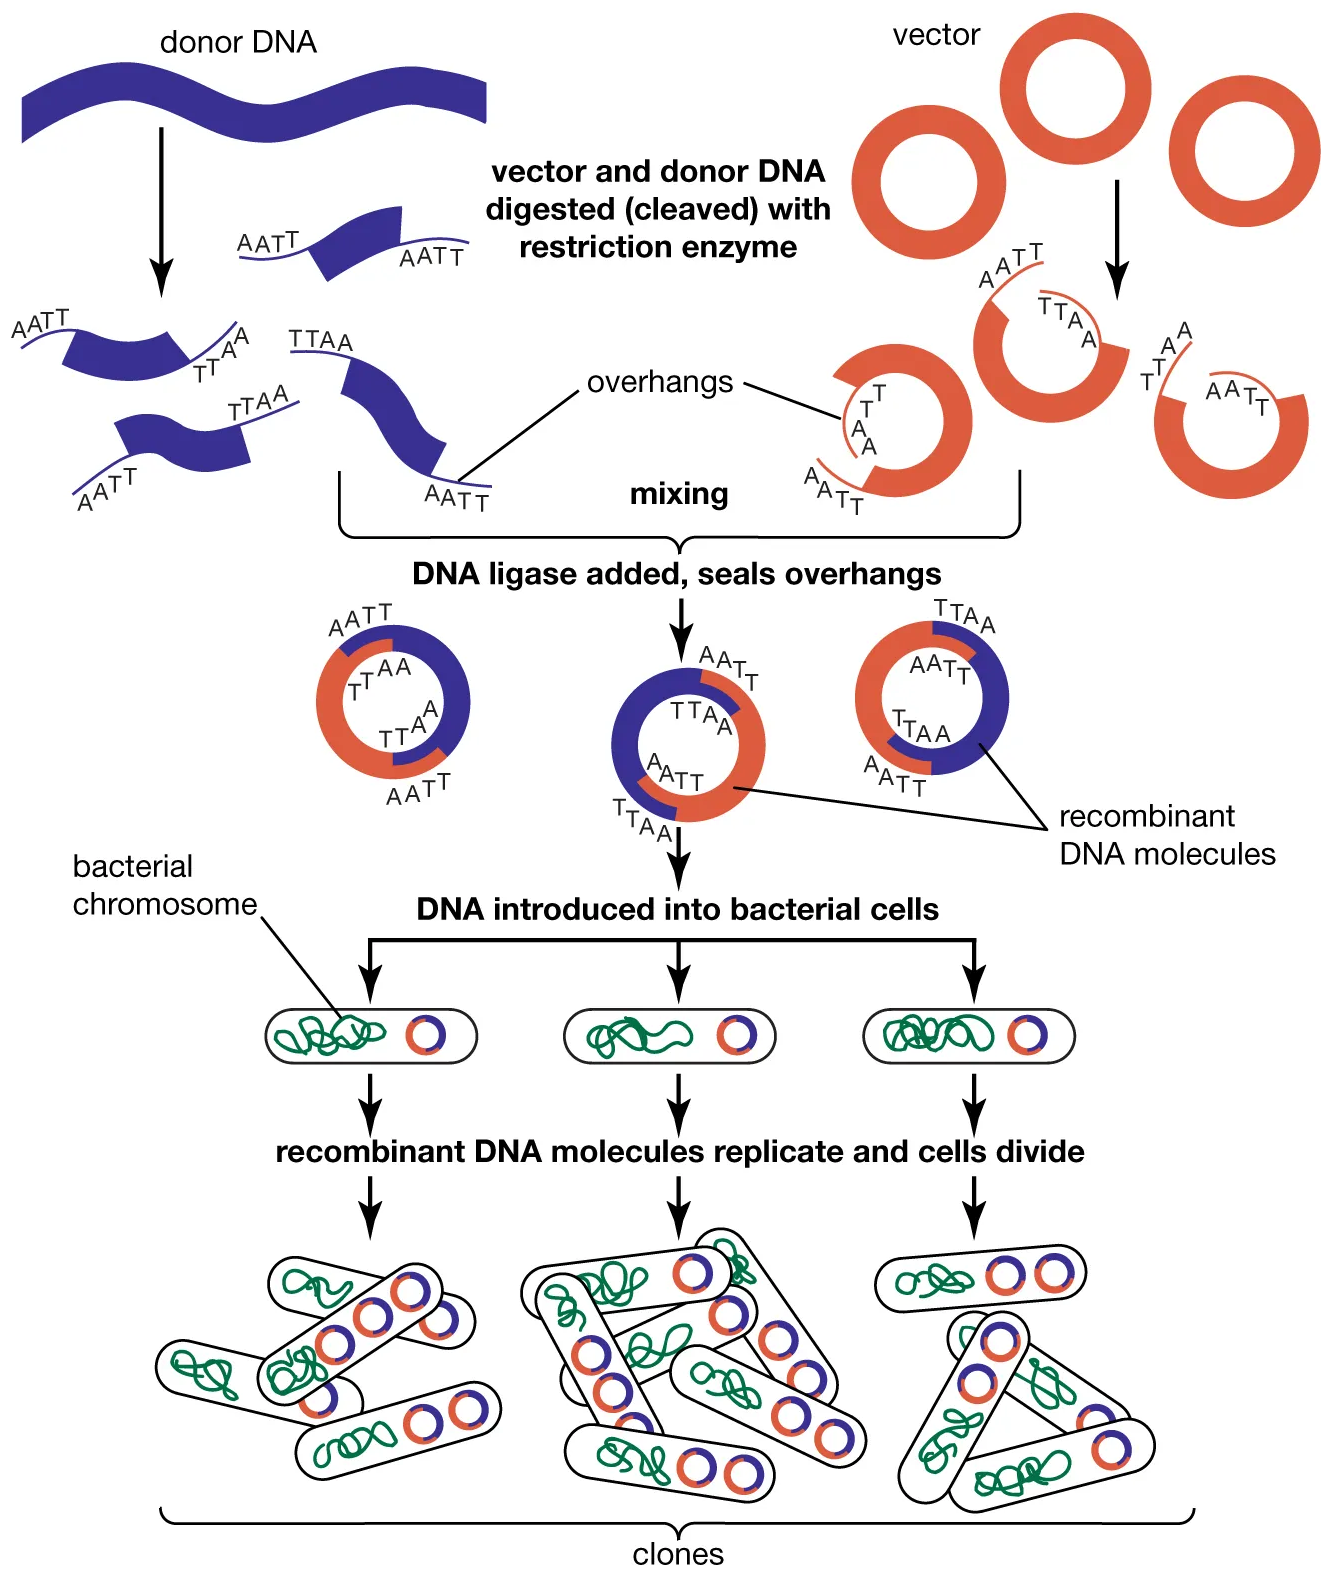 donor DNA
vector
vector and donor DNA
digested (cleaved) with
restriction enzyme
AATT
AATT
AATT
TTAA
TTAA
AATT
TTAA
AATT
AATT
TTAA
TTAA
AATT
TTAA
AATT
overhangs
mixing
DNA ligase added, seals overhangs
AATT
TTAA
TTAA
AATT
AATT
TTAA
AATT
TTAA
TTAA
AATT
TTAA
AATT
recombinant
DNA molecules
bacterial
chromosome
DNA introduced into bacterial cells
recombinant DNA molecules replicate and cells divide
clones